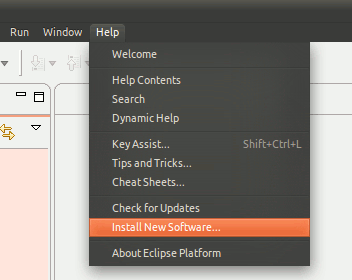 Run Window Help
Welcome
Help Contents
Search
Dynamic Help
Key Assist... Shift+Ctrl+L
Tips and Tricks...
Cheat Sheets...
Check for Updates
Install New Software...
About Eclipse Platform